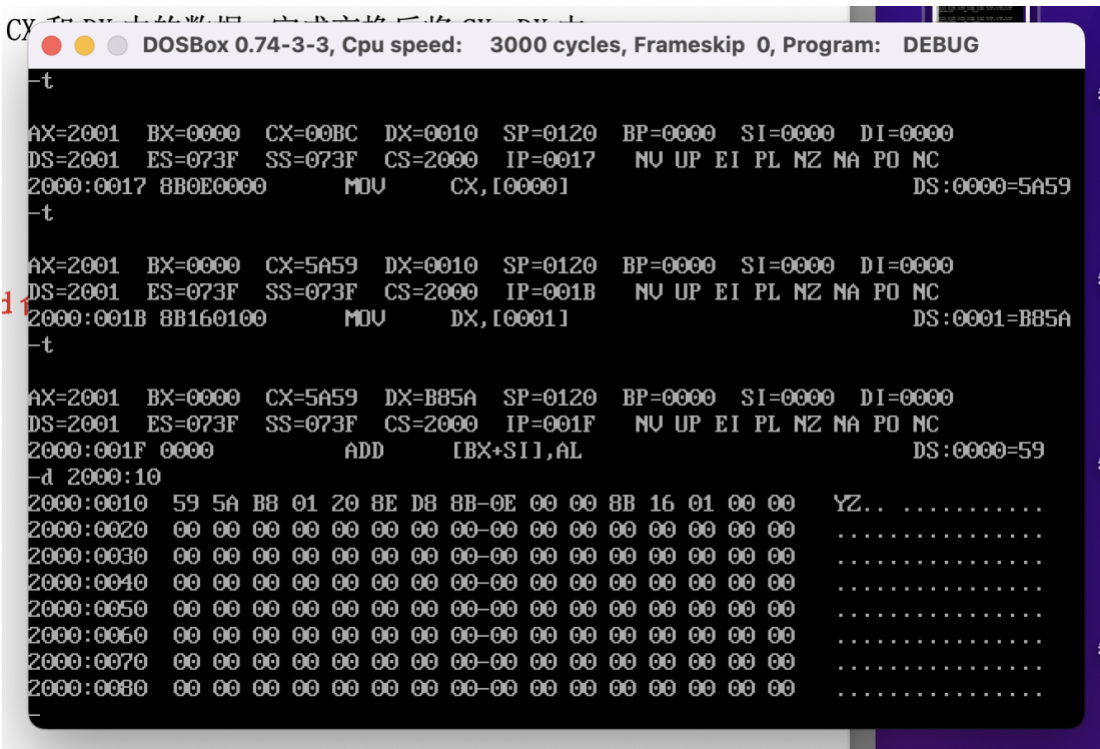 DOSBox 0.74-3-3, Cpu speed: 3000 cycles, Frameskip 0, Program: DEBUG
-t
AX=2001 BX=0000 CX=00BC DX=0010 SP=0120 BP=0000 SI=0000 DI=0000
DS=2001 ES=073F SS=073F CS=2000 IP=0017 NV UP EI PL NZ NA PO NC
2000:0017 8B0E0000 MOV CX,[0000] DS:0000=5A59
-t
AX=2001 BX=0000 CX=5A59 DX=0010 SP=0120 BP=0000 SI=0000 DI=0000
DS=2001 ES=073F SS=073F CS=2000 IP=001B NV UP EI PL NZ NA PO NC
2000:001B 8B160100 MOV DX,[0001] DS:0001=B85A
-t
AX=2001 BX=0000 CX=5A59 DX=B85A SP=0120 BP=0000 SI=0000 DI=0000
DS=2001 ES=073F SS=073F CS=2000 IP=001F NV UP EI PL NZ NA PO NC
2000:001F 0000 ADD [BX+SI],AL DS:0000=59
-d 2000:10
2000:0010 59 5A B8 01 20 8E D8 8B-0E 00 00 8B 16 01 00 00 YZ.. ...........
2000:0020 00 00 00 00 00 00 00 00-00 00 00 00 00 00 00 00 ................
2000:0030 00 00 00 00 00 00 00 00-00 00 00 00 00 00 00 00 ................
2000:0040 00 00 00 00 00 00 00 00-00 00 00 00 00 00 00 00 ................
2000:0050 00 00 00 00 00 00 00 00-00 00 00 00 00 00 00 00 ................
2000:0060 00 00 00 00 00 00 00 00-00 00 00 00 00 00 00 00 ................
2000:0070 00 00 00 00 00 00 00 00-00 00 00 00 00 00 00 00 ................
2000:0080 00 00 00 00 00 00 00 00-00 00 00 00 00 00 00 00 ................
-